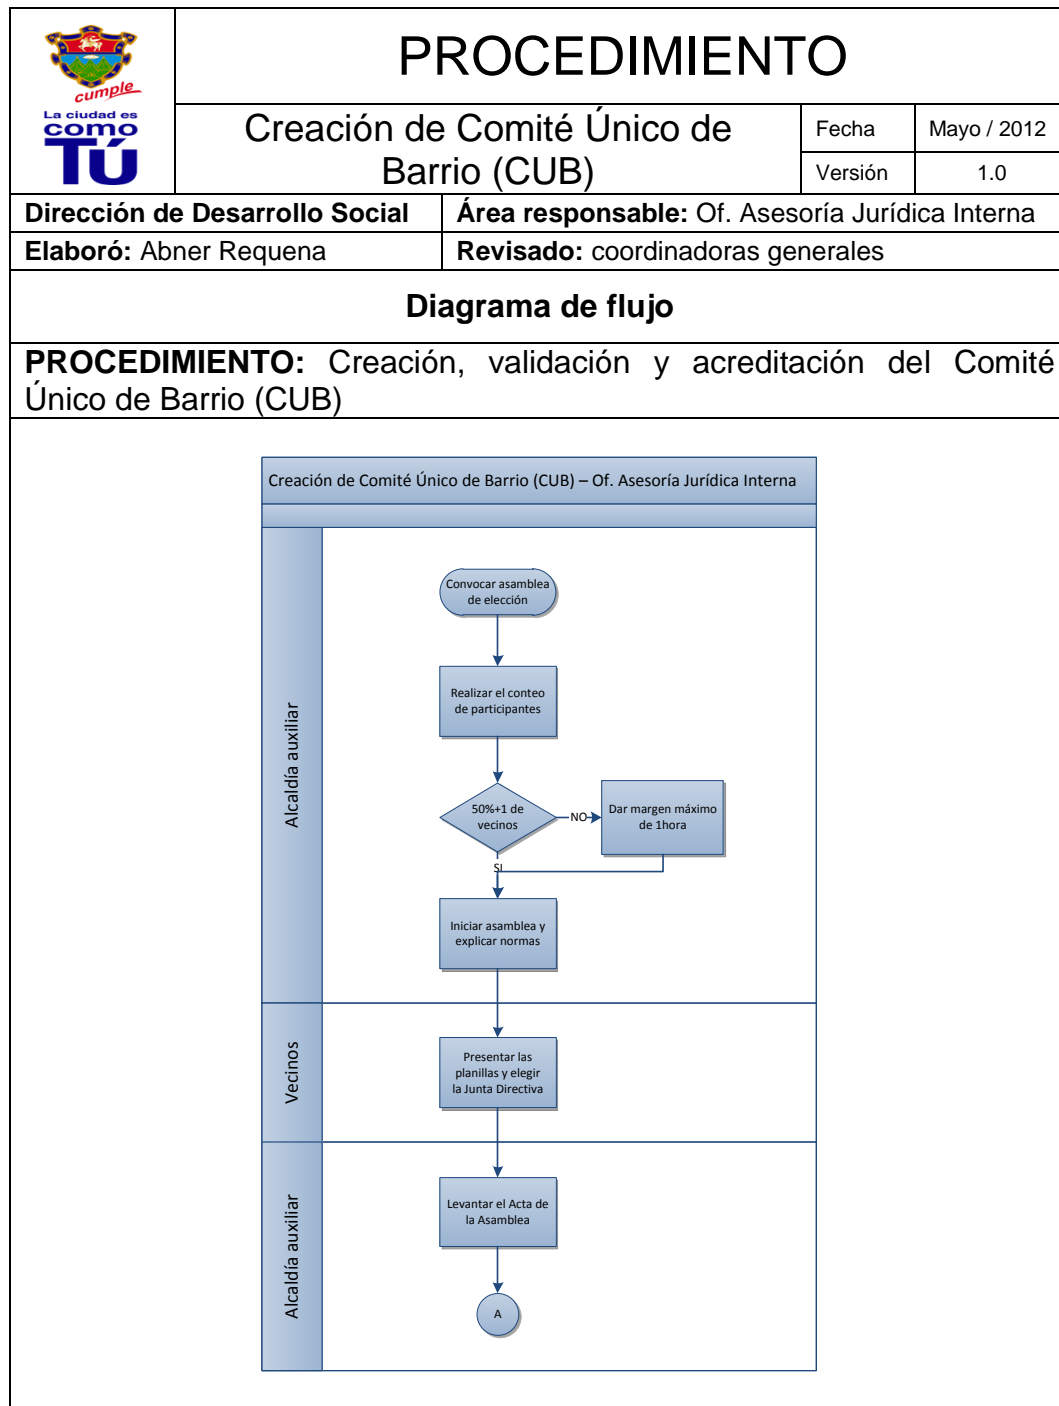 cumple
La ciudad es
como
TÚ
PROCEDIMIENTO
Creación de Comité Único de
Barrio (CUB)
Fecha
Mayo / 2012
Versión
1.0
Dirección de Desarrollo Social
Área responsable: Of. Asesoría Jurídica Interna
Elaboró: Abner Requena
Revisado: coordinadoras generales
Diagrama de flujo
PROCEDIMIENTO: Creación, validación y acreditación del Comité
Único de Barrio (CUB)
Creación de Comité Único de Barrio (CUB) – Of. Asesoría Jurídica Interna
Alcaldía auxiliar
Convocar asamblea
de elección
Realizar el conteo
de participantes
50%+1 de
vecinos
NO
Dar margen máximo
de 1hora
SI
Iniciar asamblea y
explicar normas
Vecinos
Presentar las
planillas y elegir
la Junta Directiva
Alcaldía auxiliar
Levantar el Acta de
la Asamblea
A